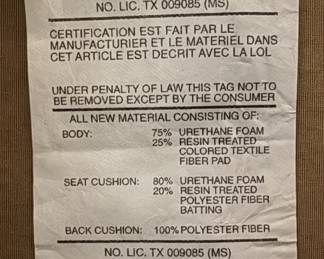 NO. LIC. TX 009085 (MS)
CERTIFICATION EST FAIT PAR LE
MANUFACTURIER ET LE MATERIEL DANS
CET ARTICLE EST DECRIT AVEC LA LOL
UNDER PENALTY OF LAW THIS TAG NOT TO
BE REMOVED EXCEPT BY THE CONSUMER
ALL NEW MATERIAL CONSISTING OF:
BODY: 75% URETHANE FOAM
25% RESIN TREATED
COLORED TEXTILE
FIBER PAD
SEAT CUSHION: 80% URETHANE FOAM
20% RESIN TREATED
POLYESTER FIBER
BATTING
BACK CUSHION: 100% POLYESTER FIBER
NO. LIC. TX 009085 (MS)